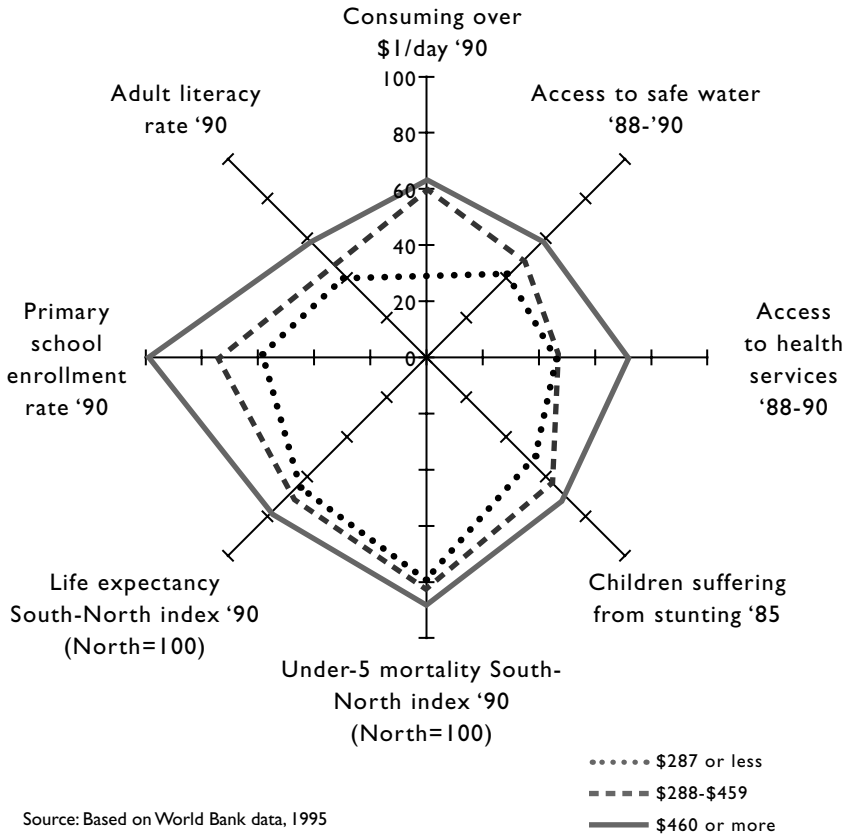 Consuming over
$1/day ‘90
Adult literacy
rate ‘90
Access to safe water
‘88-’90
100
80
60
40
20
0
Primary
school
enrollment
rate ‘90
Access
to health
services
‘88-90
Life expectancy
South-North index ‘90
(North=100)
Children suffering
from stunting ‘85
Under-5 mortality South-
North index ‘90
(North=100)
$287 or less
$288-$459
$460 or more
Source: Based on World Bank data, 1995